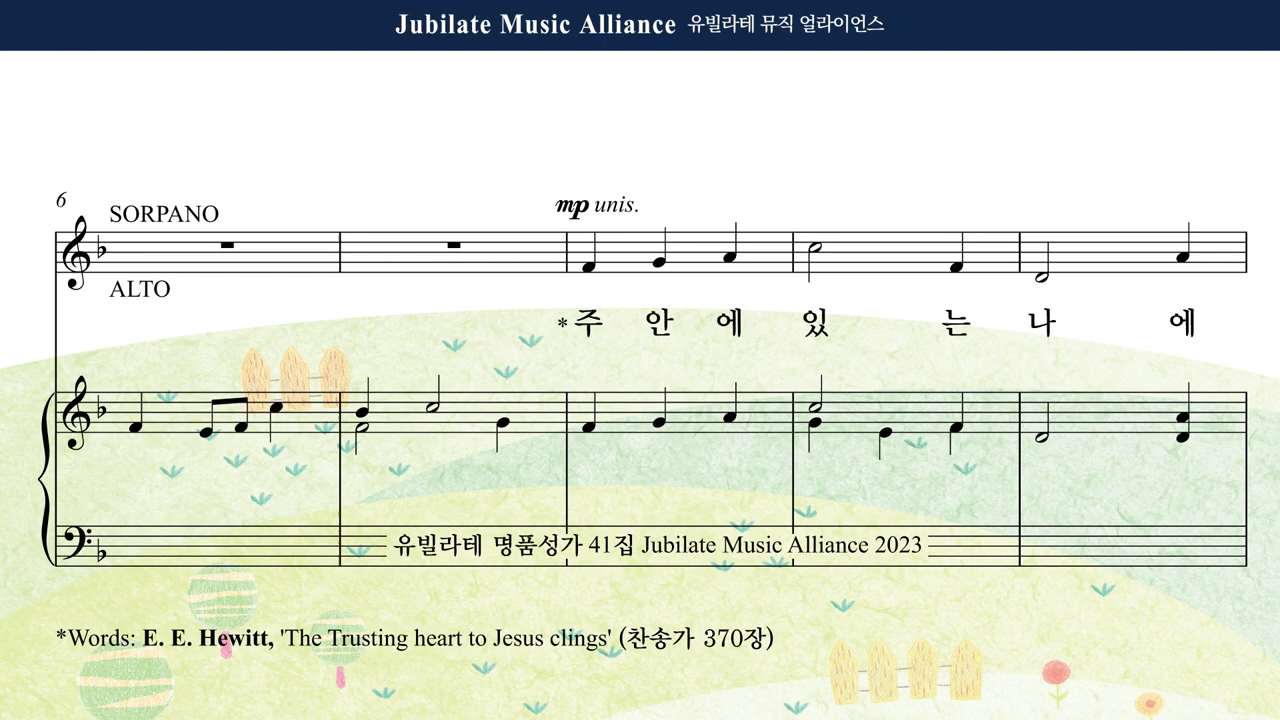 Jubilate Music Alliance 유빌라테 뮤직 얼라이언스
6
SORPANO
mp unis.
ALTO
*주 안 에 있 는 나 에
유빌라테 명품성가 41집 Jubilate Music Alliance 2023
*Words: E. E. Hewitt, 'The Trusting heart to Jesus clings' (찬송가 370장)